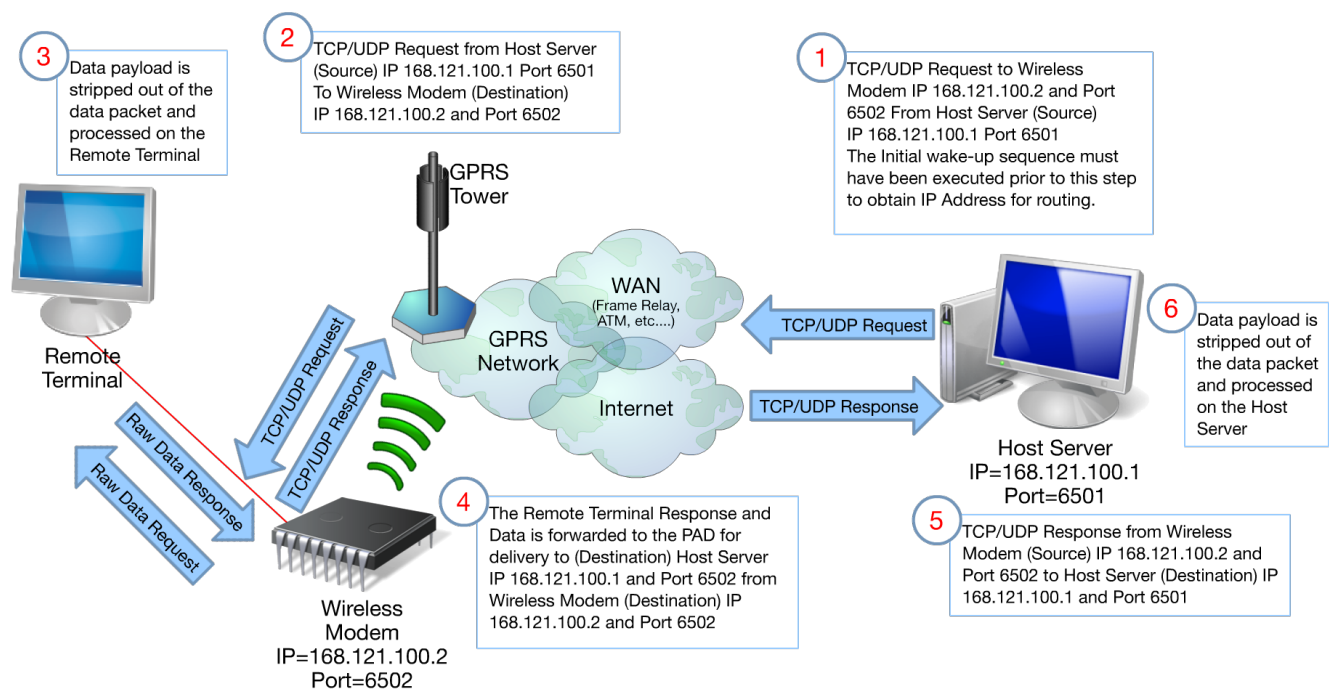 3
Data payload is
stripped out of the
data packet and
processed on the
Remote Terminal
2
TCP/UDP Request from Host Server
(Source) IP 168.121.100.1 Port 6501
To Wireless Modem (Destination)
IP 168.121.100.2 and Port 6502
1
TCP/UDP Request to Wireless
Modem IP 168.121.100.2 and Port
6502 From Host Server (Source)
IP 168.121.100.1 Port 6501
The Initial wake-up sequence must
have been executed prior to this step
to obtain IP Address for routing.
GPRS
Tower
WAN
(Frame Relay,
ATM, etc....)
GPRS
Network
Internet
TCP/UDP Request
TCP/UDP Response
6
Data payload is
stripped out of
the data packet
and processed
on the Host
Server
Remote
Terminal
TCP/UDP Request
TCP/UDP Response
Raw Data Response
Raw Data Request
Host Server
IP=168.121.100.1
Port=6501
4
The Remote Terminal Response and
Data is forwarded to the PAD for
delivery to (Destination) Host Server
IP 168.121.100.1 and Port 6502 from
Wireless Modem (Destination) IP
168.121.100.2 and Port 6502
5
TCP/UDP Response from Wireless
Modem (Source) IP 168.121.100.2 and
Port 6502 to Host Server (Destination) IP
168.121.100.1 and Port 6501
Wireless
Modem
IP=168.121.100.2
Port=6502